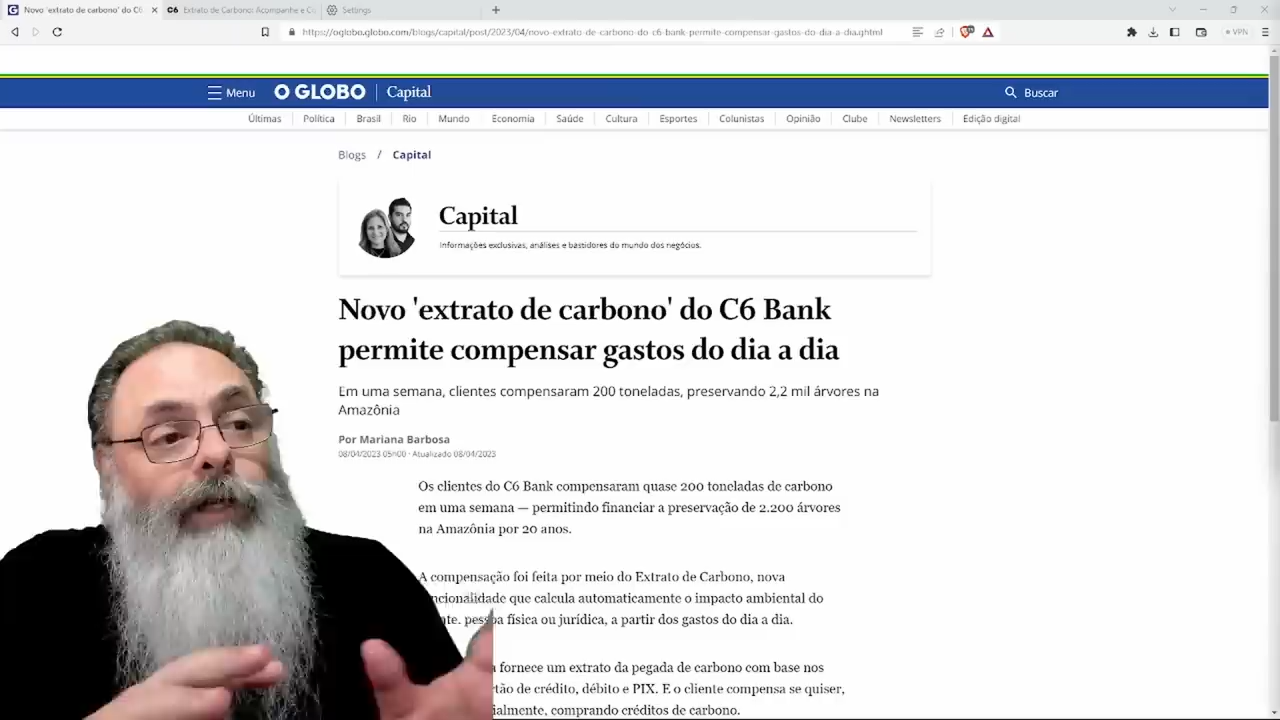 Novo 'extrato de carbono' do C6
C6 Extrato de Carbono: Acompanhe e C
Settings
https://oglobo.globo.com/blogs/capital/post/2023/04/novo-extrato-de-carbono-do-c6-bank-permite-compensar-gastos-do-dia-a-dia.ghtml
VPN
Menu O GLOBO Capital Buscar
Últimas Política Brasil Rio Mundo Economia Saúde Cultura Esportes Colunistas Opinião Clube Newsletters Edição digital
Blogs / Capital
Capital
Informações exclusivas, análises e bastidores do mundo dos negócios.
Novo 'extrato de carbono' do C6 Bank
permite compensar gastos do dia a dia
Em uma semana, clientes compensaram 200 toneladas, preservando 2,2 mil árvores na
Amazônia
Por Mariana Barbosa
08/04/2023 05h00 · Atualizado 08/04/2023
Os clientes do C6 Bank compensaram quase 200 toneladas de carbono
em uma semana — permitindo financiar a preservação de 2.200 árvores
na Amazônia por 20 anos.
A compensação foi feita por meio do Extrato de Carbono, nova
ncionalidade que calcula automaticamente o impacto ambiental do
nte, pessoa física ou jurídica, a partir dos gastos do dia a dia.
a fornece um extrato da pegada de carbono com base nos
rtão de crédito, débito e PIX. E o cliente compensa se quiser,
ialmente, comprando créditos de carbono.